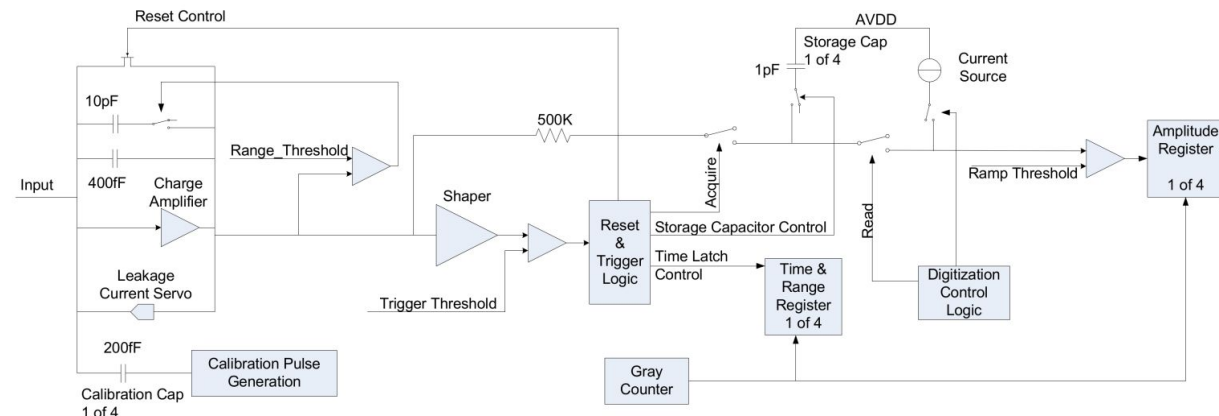 Reset Control
AVDD
Storage Cap
1 of 4
1pF
Current
Source
10pF
500K
Range_Threshold
Amplitude
Register
1 of 4
400fF
Input
Charge
Amplifier
Shaper
Acquire
Ramp Threshold
Reset
&
Trigger
Logic
Storage Capacitor Control
Read
Time Latch
Control
Leakage
Current Servo
Trigger Threshold
Time &
Range
Register
1 of 4
Digitization
Control
Logic
200fF
Calibration Pulse
Generation
Gray
Counter
Calibration Cap
1 of 4